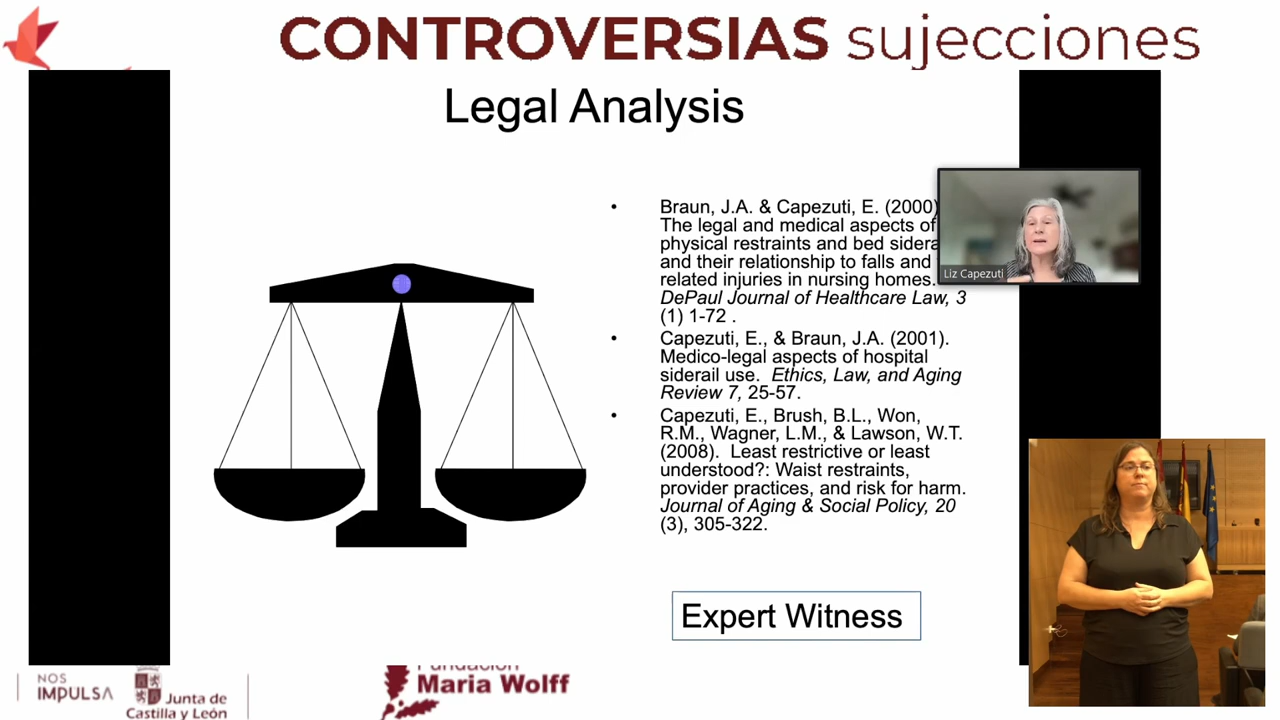 CONTROVERSIAS sujecciones
Legal Analysis
• Braun, J.A. & Capezuti, E. (2000)
The legal and medical aspects of
physical restraints and bed sidera
and their relationship to falls and
related injuries in nursing homes.
DePaul Journal of Healthcare Law, 3
(1) 1-72 .
• Capezuti, E., & Braun, J.A. (2001).
Medico-legal aspects of hospital
siderail use. Ethics, Law, and Aging
Review 7, 25-57.
• Capezuti, E., Brush, B.L., Won,
R.M., Wagner, L.M., & Lawson, W.T.
(2008). Least restrictive or least
understood?: Waist restraints,
provider practices, and risk for harm.
Journal of Aging & Social Policy, 20
(3), 305-322.
Liz Capezuti
Expert Witness
NOS
IMPULSA
Junta de
Castilla y León
Fundación
Maria Wolff